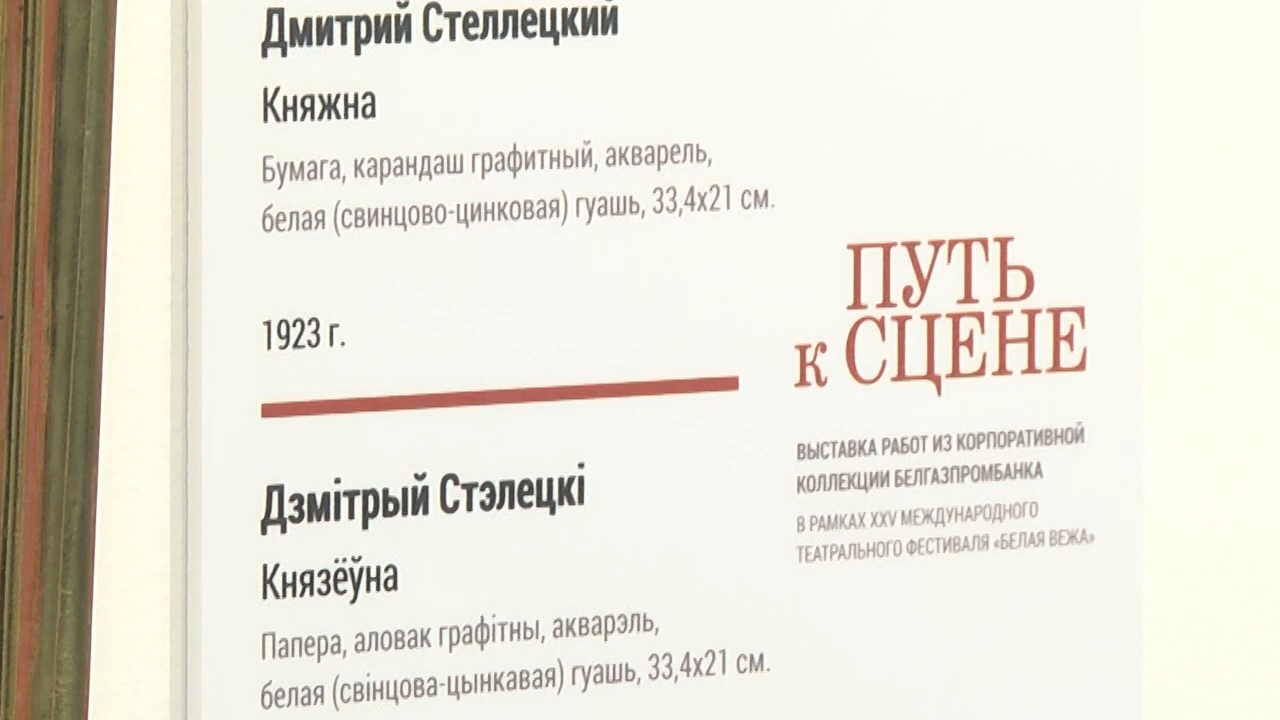 Дмитрий Стеллецкий
Княжна
Бумага, карандаш графитный, акварель,
белая (свинцово-цинковая) гуашь, 33,4х21 см.
1923 г.
Дзмітрый Стэлецкі
Князёўна
Папера, аловак графітны, акварэль,
белая (свінцова-цынкавая) гуашь, 33,4х21 см.
ПУТЬ
к СЦЕНЕ
ВЫСТАВКА РАБОТ ИЗ КОРПОРАТИВНОЙ
КОЛЛЕКЦИИ БЕЛГАЗПРОМБАНКА
В РАМКАХ XXV МЕЖДУНАРОДНОГО
ТЕАТРАЛЬНОГО ФЕСТИВАЛЯ «БЕЛАЯ ВЕЖА»